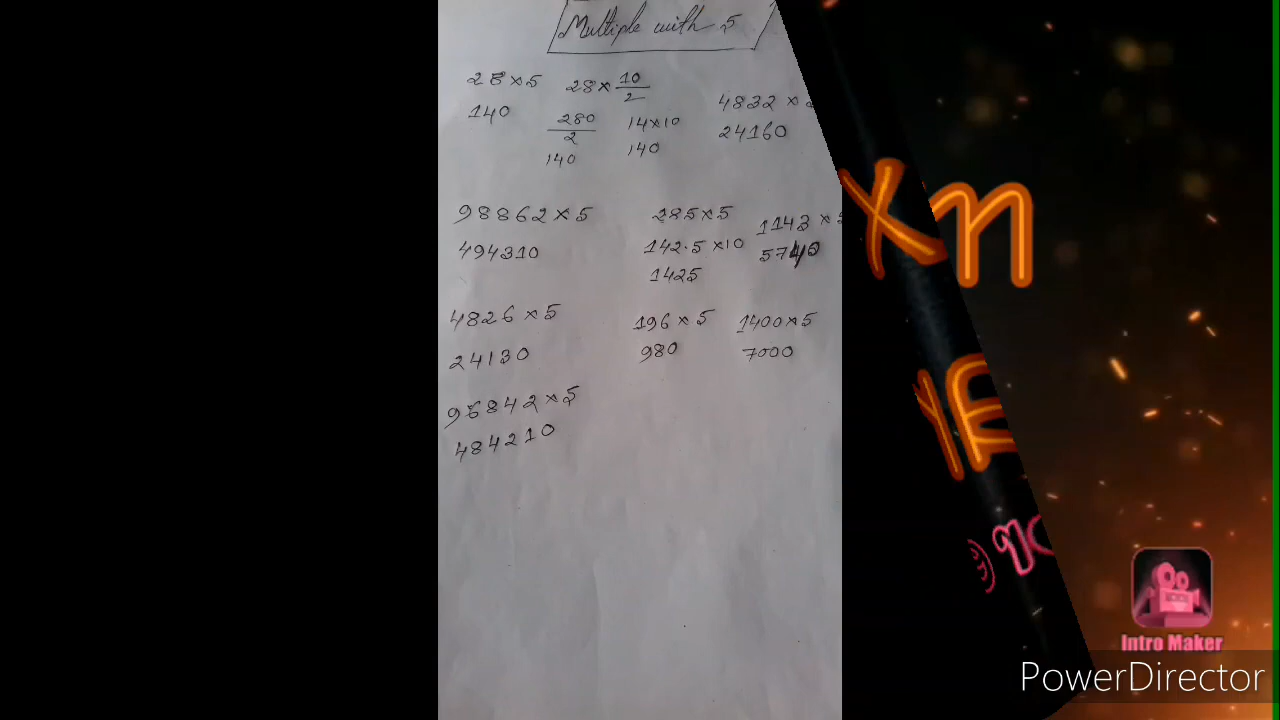 Multiple with 5
28 × 5
140
28 × 10/2
280/2
140
14 × 10
140
4832 ×
24160
98862 × 5
494310
285 × 5
142.5 × 10
1425
1143 × 5
4826 × 5
24130
196 × 5
980
1400 × 5
7000
96842 × 5
484210
Intro Maker
PowerDirector